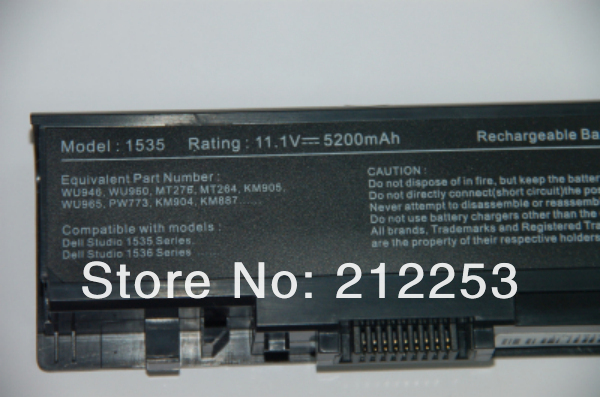 Model : 1535 Rating : 11.1V⎓5200mAh Rechargeable
Equivalent Part Number :
WU946, WU960, MT276, MT264, KM905,
WU965, PW773, KM904, KM887......
Compatible with models :
Dell Studio 1535 Series.
Dell Studio 1536 Series
CAUTION :
Do not dispose of in fire, but keep the battery
Do not directly connect(short circuit)the pos
Never attempt to disassemble or reassemb
Do not use battery chargers other than the
All brands, Trademarks and Registered Tra
are the property of their respective holders
Store No: 212253